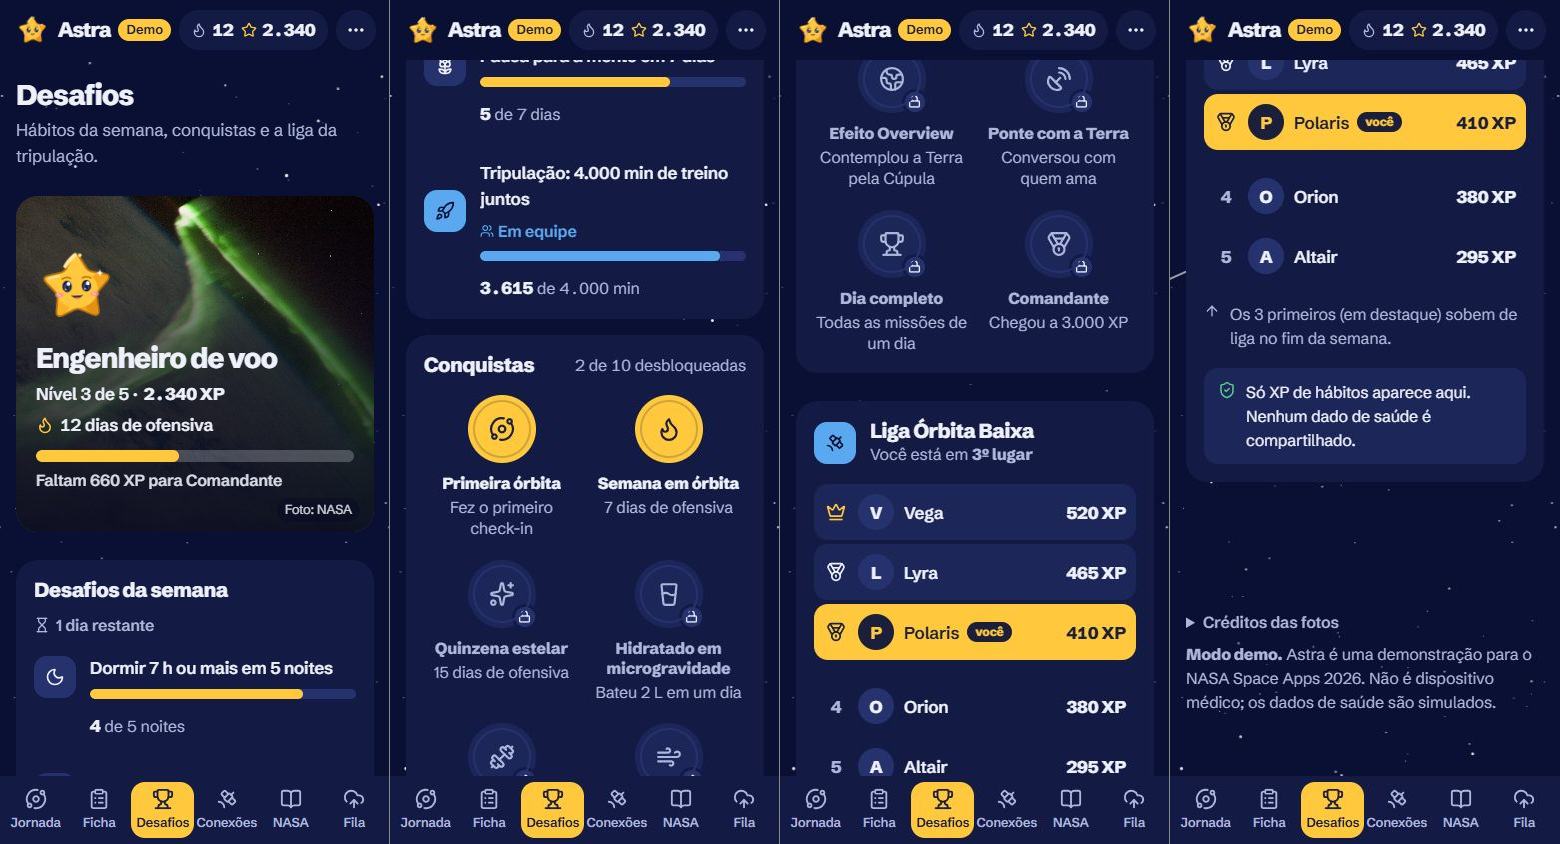 Astra Demo 12 2.340
Desafios
Hábitos da semana, conquistas e a liga da
tripulação.
Engenheiro de voo
Nível 3 de 5 · 2.340 XP
12 dias de ofensiva
Faltam 660 XP para Comandante
Foto: NASA
Desafios da semana
1 dia restante
Dormir 7 h ou mais em 5 noites
4 de 5 noites
Jornada Ficha Desafios Conexões NASA Fila
Astra Demo 12 2.340
5 de 7 dias
Tripulação: 4.000 min de treino
juntos
Em equipe
3.615 de 4.000 min
Conquistas 2 de 10 desbloqueadas
Primeira órbita
Fez o primeiro
check-in
Semana em órbita
7 dias de ofensiva
Quinzena estelar
15 dias de ofensiva
Hidratado em
microgravidade
Bateu 2 L em um dia
Jornada Ficha Desafios Conexões NASA Fila
Astra Demo 12 2.340
Efeito Overview
Contemplou a Terra
pela Cúpula
Ponte com a Terra
Conversou com
quem ama
Dia completo
Todas as missões de
um dia
Comandante
Chegou a 3.000 XP
Liga Órbita Baixa
Você está em 3º lugar
V Vega 520 XP
L Lyra 465 XP
P Polaris você 410 XP
4 O Orion 380 XP
5 A Altair 295 XP
Jornada Ficha Desafios Conexões NASA Fila
Astra Demo 12 2.340
L Lyra 465 XP
P Polaris você 410 XP
4 O Orion 380 XP
5 A Altair 295 XP
Os 3 primeiros (em destaque) sobem de
liga no fim da semana.
Só XP de hábitos aparece aqui.
Nenhum dado de saúde é
compartilhado.
Créditos das fotos
Modo demo. Astra é uma demonstração para o
NASA Space Apps 2026. Não é dispositivo
médico; os dados de saúde são simulados.
Jornada Ficha Desafios Conexões NASA Fila